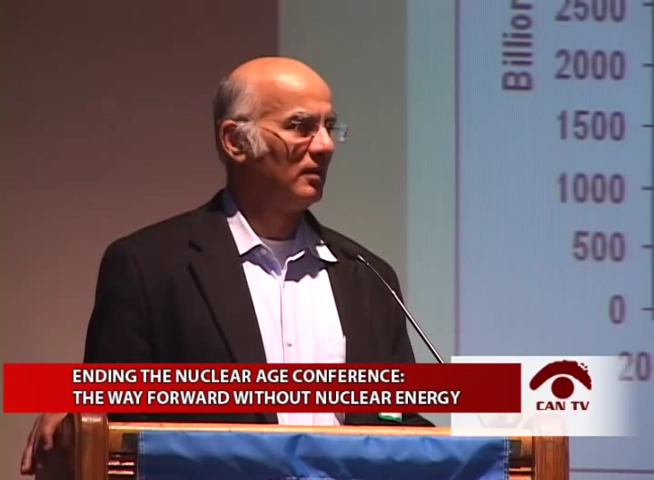 Billion
2500
2000
1500
1000
500
0
20
ENDING THE NUCLEAR AGE CONFERENCE:
THE WAY FORWARD WITHOUT NUCLEAR ENERGY
CAN TV